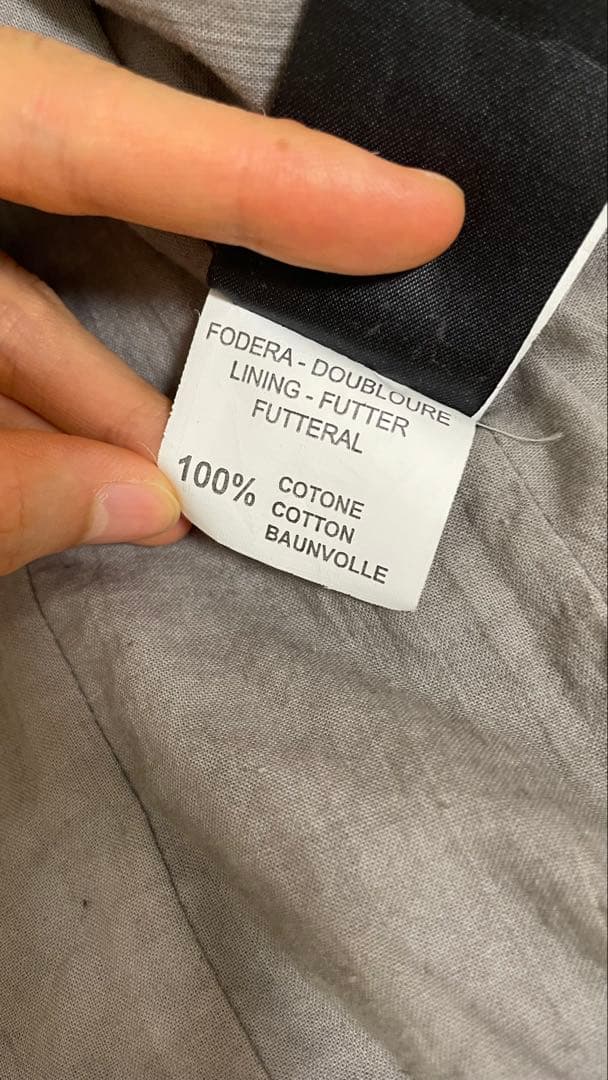 FODERA - DOUBLOURE
LINING - FUTTER
FUTTERAL
100% COTONE
COTTON
BAUNVOLLE